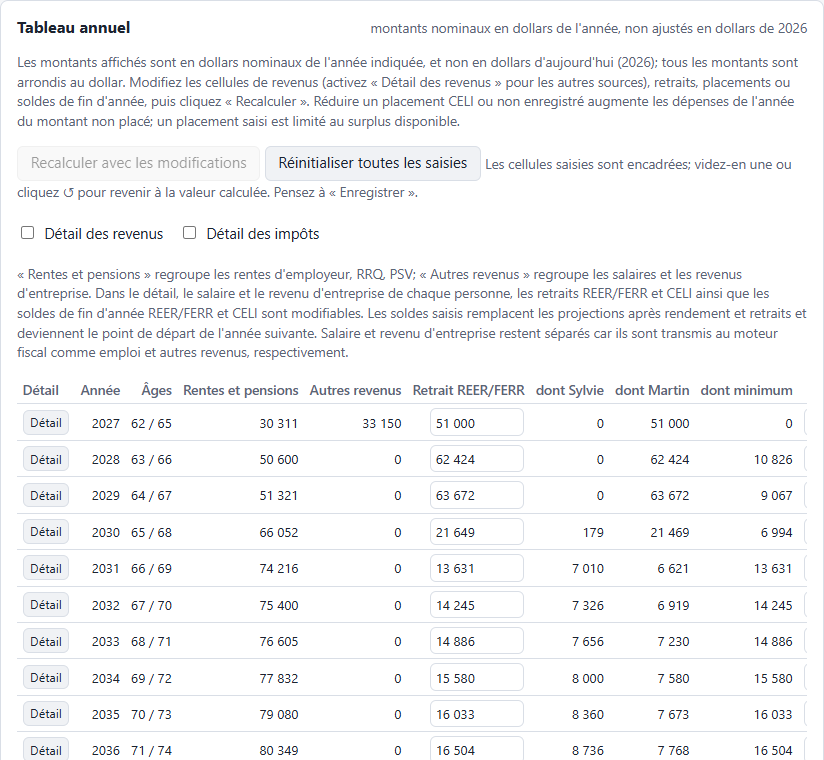 Tableau annuel montants nominaux en dollars de l'année, non ajustés en dollars de 2026
Les montants affichés sont en dollars nominaux de l'année indiquée, et non en dollars d'aujourd'hui (2026); tous les montants sont
arrondis au dollar. Modifiez les cellules de revenus (activez « Détail des revenus » pour les autres sources), retraits, placements ou
soldes de fin d'année, puis cliquez « Recalculer ». Réduire un placement CELI ou non enregistré augmente les dépenses de l'année
du montant non placé; un placement saisi est limité au surplus disponible.
Recalculer avec les modifications Réinitialiser toutes les saisies Les cellules saisies sont encadrées; videz-en une ou
cliquez ↺ pour revenir à la valeur calculée. Pensez à « Enregistrer ».
Détail des revenus Détail des impôts
« Rentes et pensions » regroupe les rentes d'employeur, RRQ, PSV; « Autres revenus » regroupe les salaires et les revenus
d'entreprise. Dans le détail, le salaire et le revenu d'entreprise de chaque personne, les retraits REER/FERR et CELI ainsi que les
soldes de fin d'année REER/FERR et CELI sont modifiables. Les soldes saisis remplacent les projections après rendement et retraits et
deviennent le point de départ de l'année suivante. Salaire et revenu d'entreprise restent séparés car ils sont transmis au moteur
fiscal comme emploi et autres revenus, respectivement.
Détail Année Âges Rentes et pensions Autres revenus Retrait REER/FERR dont Sylvie dont Martin dont minimum
Détail 2027 62 / 65 30 311 33 150 51 000 0 51 000 0
Détail 2028 63 / 66 50 600 0 62 424 0 62 424 10 826
Détail 2029 64 / 67 51 321 0 63 672 0 63 672 9 067
Détail 2030 65 / 68 66 052 0 21 649 179 21 469 6 994
Détail 2031 66 / 69 74 216 0 13 631 7 010 6 621 13 631
Détail 2032 67 / 70 75 400 0 14 245 7 326 6 919 14 245
Détail 2033 68 / 71 76 605 0 14 886 7 656 7 230 14 886
Détail 2034 69 / 72 77 832 0 15 580 8 000 7 580 15 580
Détail 2035 70 / 73 79 080 0 16 033 8 360 7 673 16 033
Détail 2036 71 / 74 80 349 0 16 504 8 736 7 768 16 504